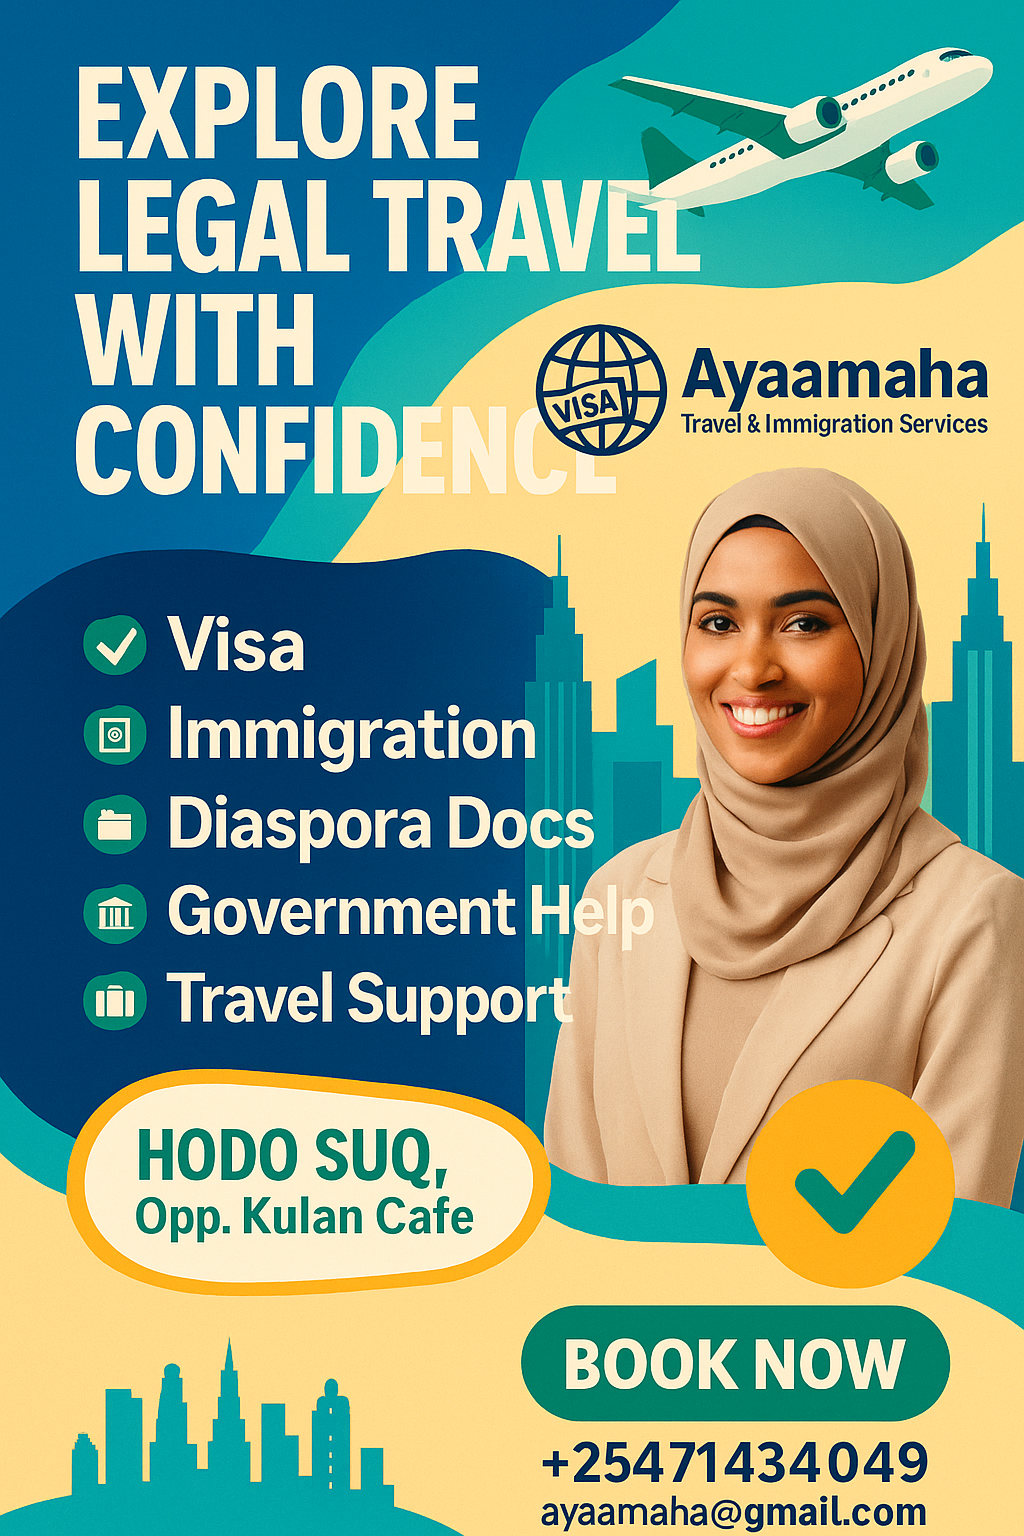 EXPLORE
LEGAL TRAVEL
WITH
CONFIDENCE
VISA
Ayaamaha
Travel & Immigration Services
Visa
Immigration
Diaspora Docs
Government Help
Travel Support
HODO SUQ,
Opp. Kulan Cafe
BOOK NOW
+25471434049
ayaamaha@gmail.com